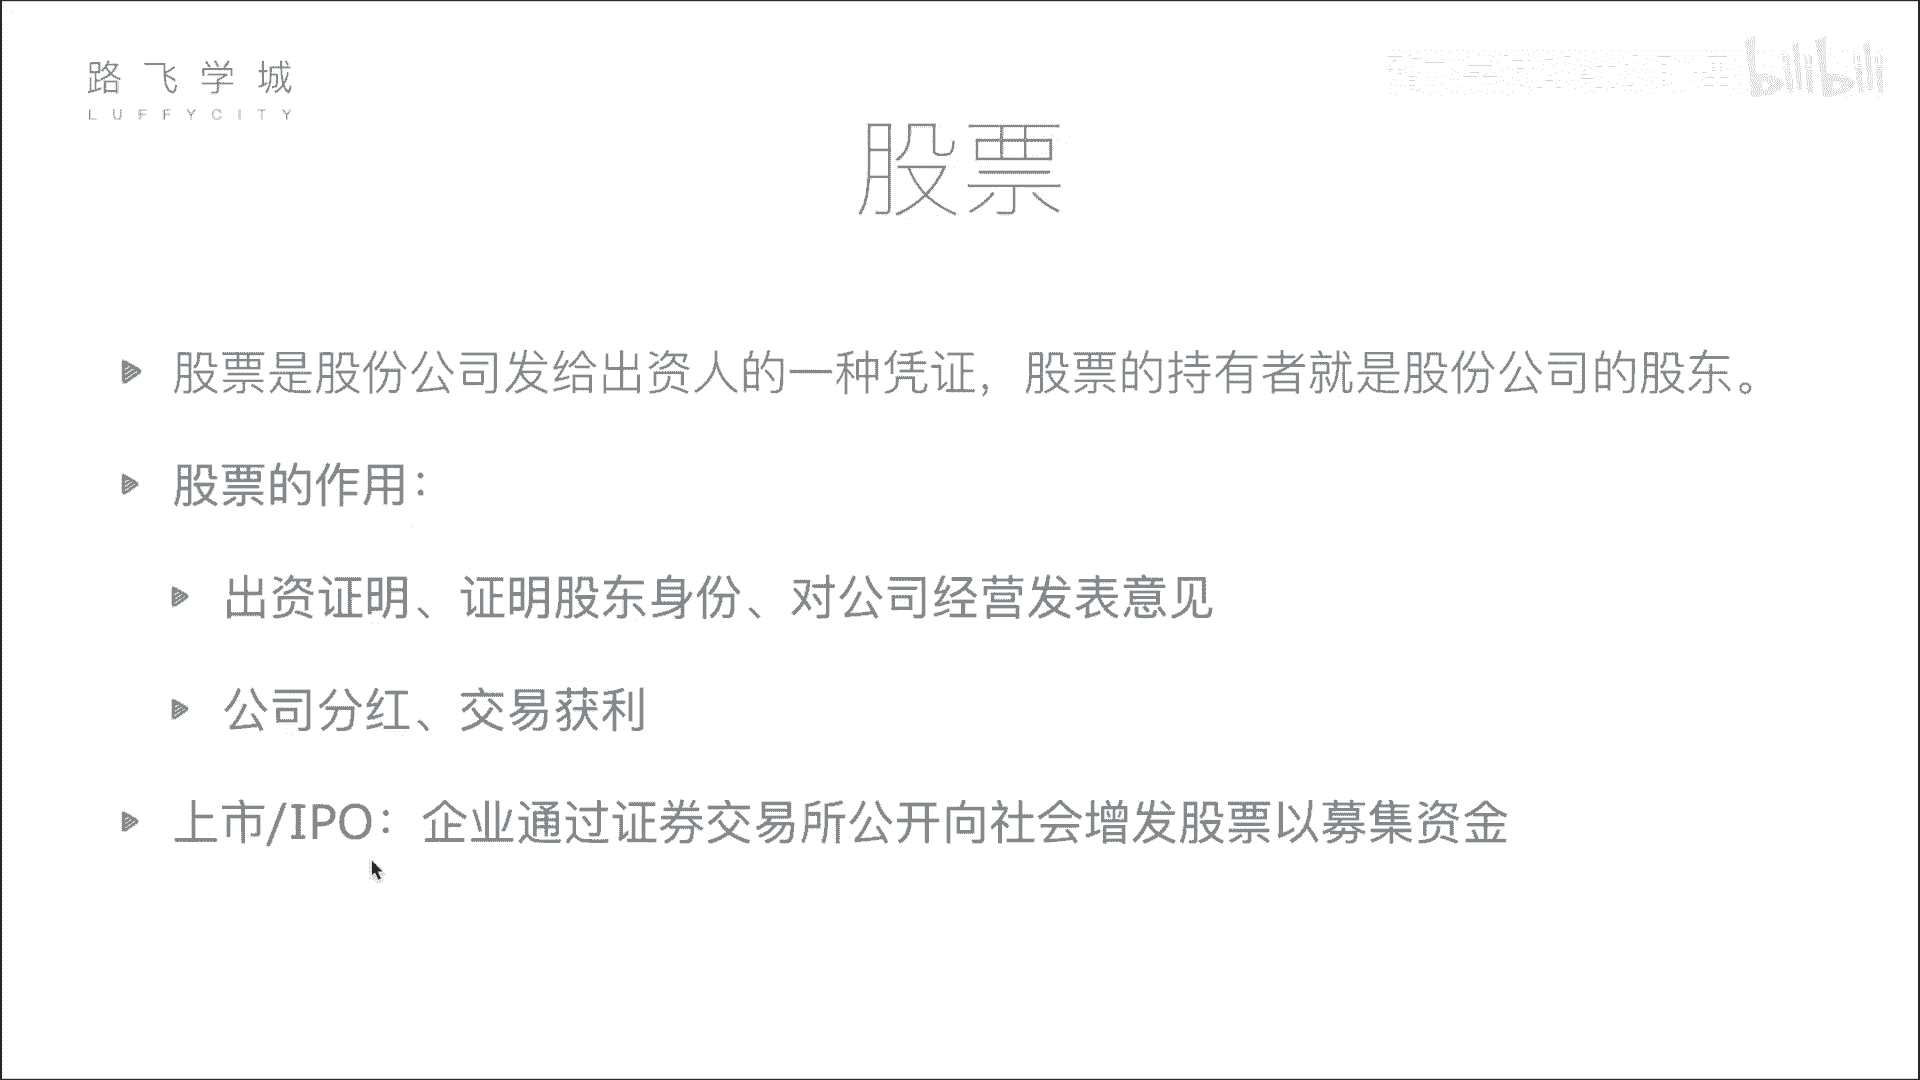 路飞学城
LUFFYCITY
bilibili
股票
股票是股份公司发给出资人的一种凭证，股票的持有者就是股份公司的股东。
股票的作用：
出资证明、证明股东身份、对公司经营发表意见
公司分红、交易获利
上市/IPO：企业通过证券交易所公开向社会增发股票以募集资金